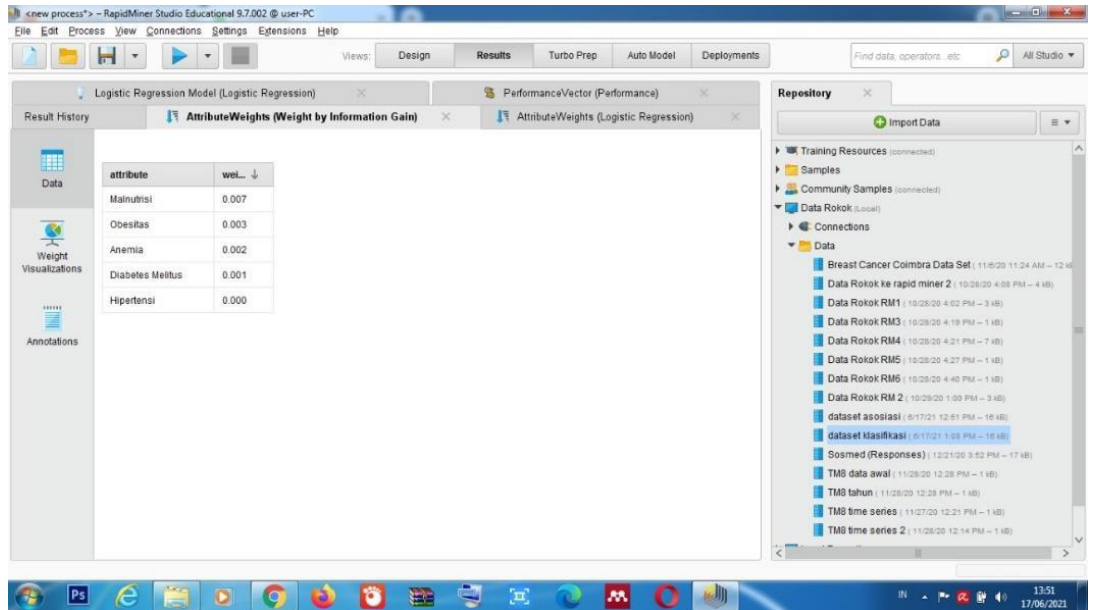 <new process*> – RapidMiner Studio Educational 9.7.002 @ user-PC
File Edit Process View Connections Settings Extensions Help
Views: Design Results Turbo Prep Auto Model Deployments
Find data, operators...etc
All Studio
Logistic Regression Model (Logistic Regression)
PerformanceVector (Performance)
Result History
AttributeWeights (Weight by Information Gain)
AttributeWeights (Logistic Regression)
Data
Weight Visualizations
Annotations
attribute wei...
Malnutrisi 0.007
Obesitas 0.003
Anemia 0.002
Diabetes Melitus 0.001
Hipertensi 0.000
Repository
Import Data
Training Resources (connected)
Samples
Community Samples (connected)
Data Rokok (Local)
Connections
Data
Breast Cancer Coimbra Data Set ( 11/6/20 11:24 AM – 12 kB
Data Rokok ke rapid miner 2 ( 10/28/20 4:08 PM – 4 kB)
Data Rokok RM1 ( 10/28/20 4:02 PM – 3 kB)
Data Rokok RM3 ( 10/28/20 4:19 PM – 1 kB)
Data Rokok RM4 ( 10/28/20 4:21 PM – 7 kB)
Data Rokok RM5 ( 10/28/20 4:27 PM – 1 kB)
Data Rokok RM6 ( 10/28/20 4:40 PM – 1 kB)
Data Rokok RM 2 ( 10/29/20 1:00 PM – 3 kB)
dataset asosiasi ( 6/17/21 12:51 PM – 16 kB)
dataset klasifikasi ( 6/17/21 1:08 PM – 16 kB)
Sosmed (Responses) ( 12/21/20 3:52 PM – 17 kB)
TM8 data awal ( 11/28/20 12:28 PM – 1 kB)
TM8 tahun ( 11/28/20 12:28 PM – 1 kB)
TM8 time series ( 11/27/20 12:21 PM – 1 kB)
TM8 time series 2 ( 11/28/20 12:14 PM – 1 kB)
Ps
IN
13:51
17/06/2021